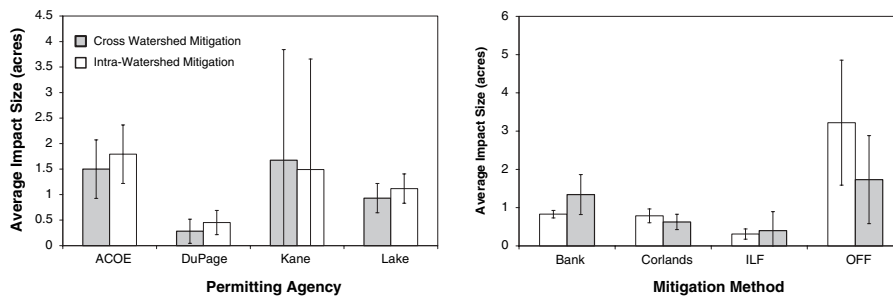 Average Impact Size (acres)
4.5
4
3.5
3
2.5
2
1.5
1
0.5
0
Cross Watershed Mitigation
Intra-Watershed Mitigation
ACOE DuPage Kane Lake
Permitting Agency
Average Impact Size (acres)
6
5
4
3
2
1
0
Bank Corlands ILF OFF
Mitigation Method